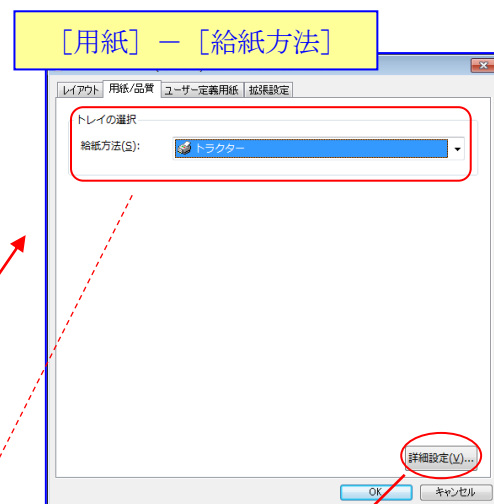 ［用紙］－［給紙方法］
レイアウト 用紙/品質 ユーザー定義用紙 拡張設定
トレイの選択
給紙方法(S): トラクター
詳細設定(V)...
OK キャンセル